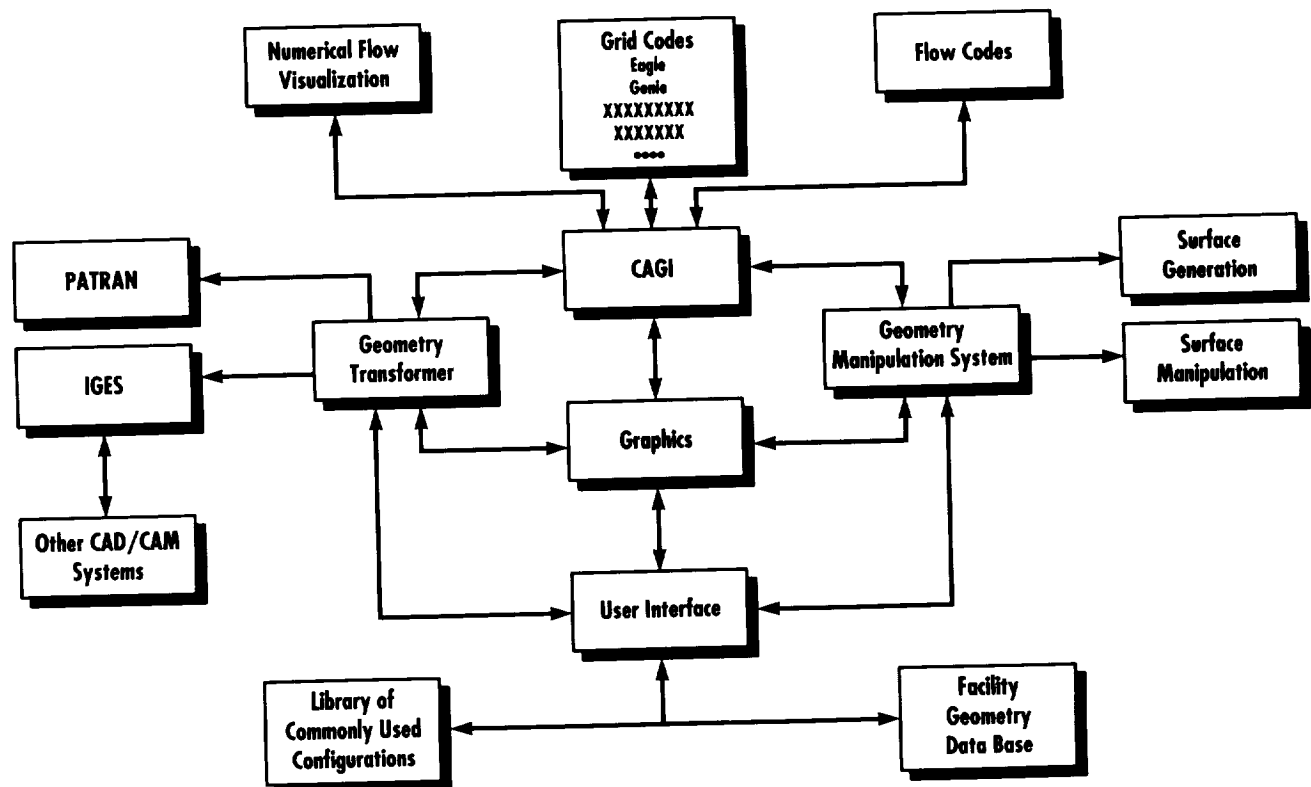 Numerical Flow
Visualization
Grid Codes
Eagle
Genie
XXXXXXXXX
XXXXXXX
••••
Flow Codes
PATRAN
CAGI
Surface
Generation
Geometry
Transformer
Geometry
Manipulation System
IGES
Surface
Manipulation
Graphics
Other CAD/CAM
Systems
User Interface
Library of
Commonly Used
Configurations
Facility
Geometry
Data Base